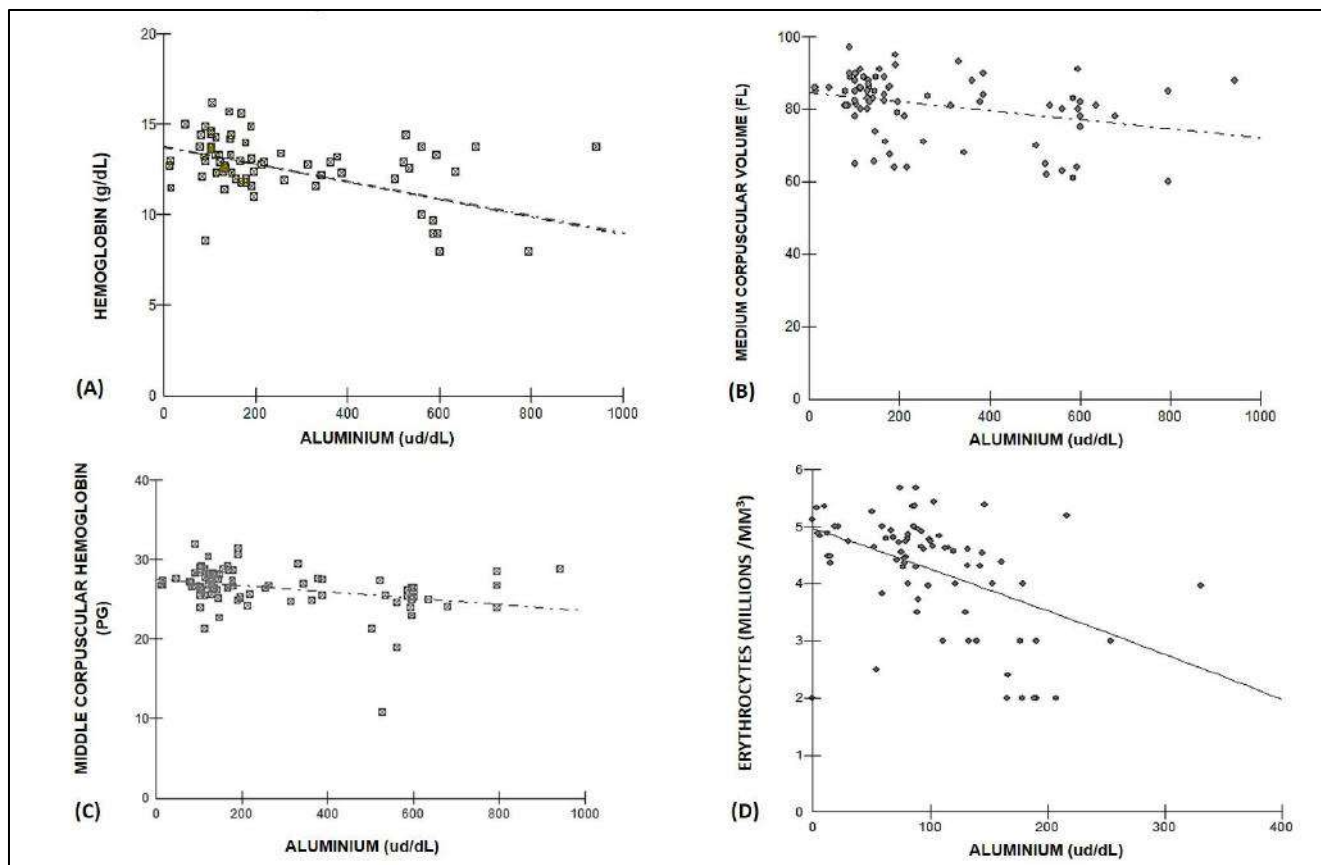 20
15
10
5
0
0 200 400 600 800 1000
HEMOGLOBIN (g/dL)
ALUMINIUM (ud/dL)
(A)
100
80
60
40
20
0
0 200 400 600 800 1000
MEDIUM CORPUSCULAR VOLUME (FL)
ALUMINIUM (ud/dL)
(B)
40
30
20
10
0
0 200 400 600 800 1000
MIDDLE CORPUSCULAR HEMOGLOBIN
(PG)
ALUMINIUM (ud/dL)
(C)
6
5
4
3
2
1
0
0 100 200 300 400
ERYTHROCYTES (MILLIONS /MM³)
ALUMINIUM (ud/dL)
(D)